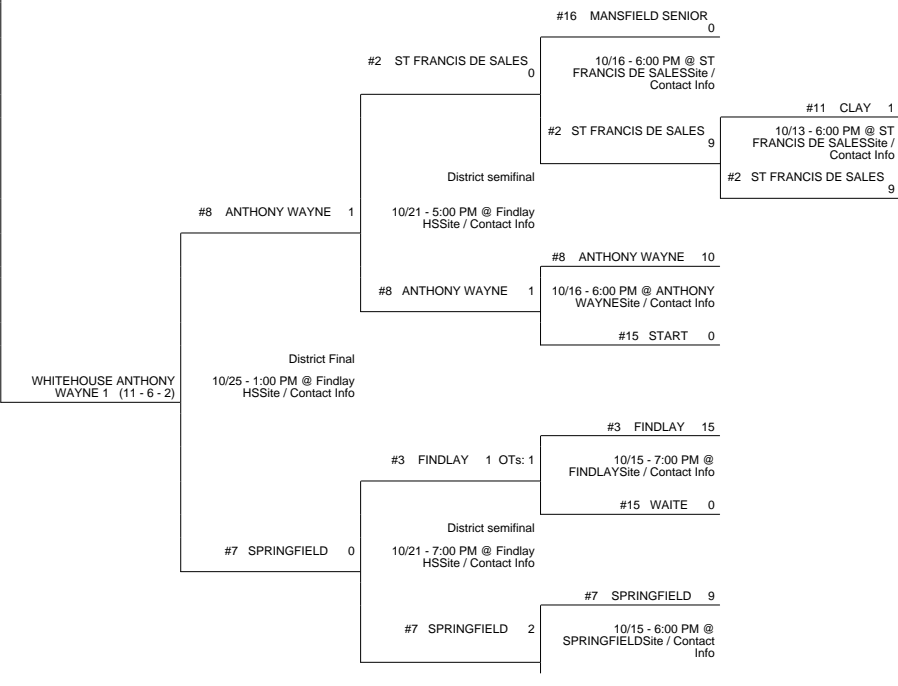 #16 MANSFIELD SENIOR
0
#2 ST FRANCIS DE SALES
0
10/16 - 6:00 PM @ ST
FRANCIS DE SALESSite /
Contact Info
#11 CLAY 1
#2 ST FRANCIS DE SALES
9
10/13 - 6:00 PM @ ST
FRANCIS DE SALESSite /
Contact Info
#2 ST FRANCIS DE SALES
9
District semifinal
#8 ANTHONY WAYNE 1
10/21 - 5:00 PM @ Findlay
HSSite / Contact Info
#8 ANTHONY WAYNE 10
#8 ANTHONY WAYNE 1
10/16 - 6:00 PM @ ANTHONY
WAYNESite / Contact Info
#15 START 0
District Final
WHITEHOUSE ANTHONY
WAYNE 1 (11 - 6 - 2)
10/25 - 1:00 PM @ Findlay
HSSite / Contact Info
#3 FINDLAY 15
#3 FINDLAY 1 OTs: 1
10/15 - 7:00 PM @
FINDLAYSite / Contact Info
#15 WAITE 0
District semifinal
#7 SPRINGFIELD 0
10/21 - 7:00 PM @ Findlay
HSSite / Contact Info
#7 SPRINGFIELD 9
#7 SPRINGFIELD 2
10/15 - 6:00 PM @
SPRINGFIELDSite / Contact
Info